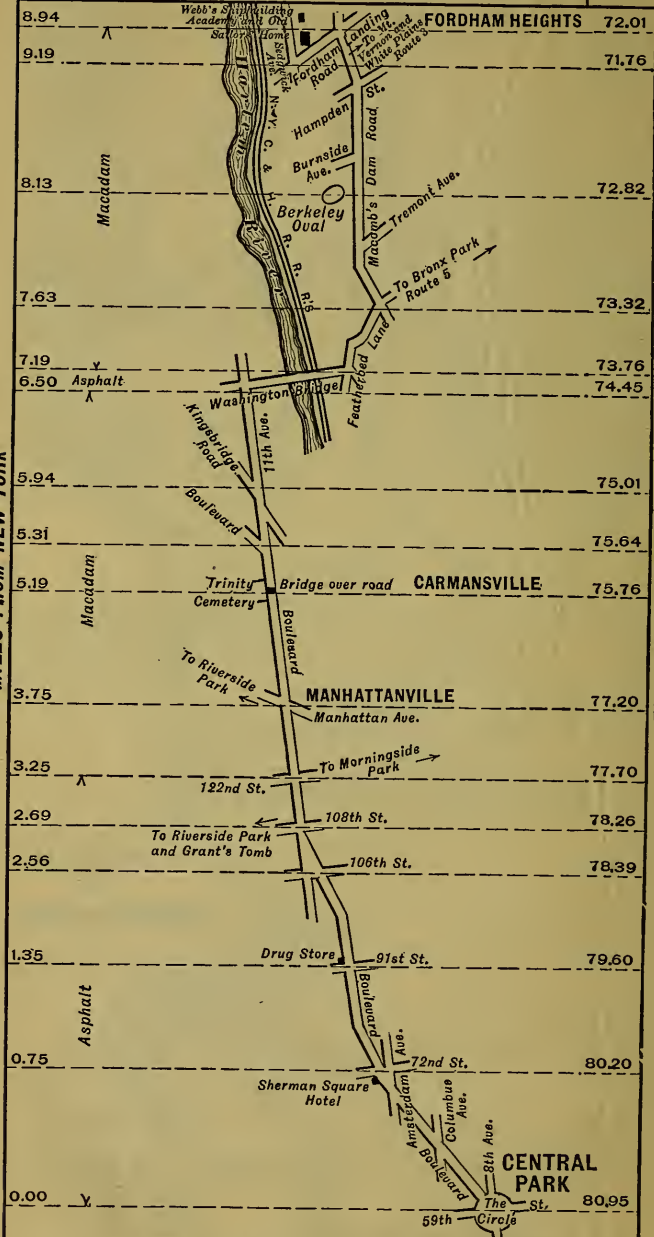 8.94
Webb's Shipbuilding
Academy and Old
Sailors' Home
Sedgwick
Ave.
Landing
Fordham
Road
To Mt.
Vernon and
White Plains
Route 3
FORDHAM HEIGHTS 72.01
9.19
71.76
Harlem
River
N. Y. C. & H. R. R. R.'s
Hampden
St.
Burnside
Ave.
Macomb's Dam Road
Macadam
8.13
72.82
Berkeley
Oval
Tremont Ave.
To Bronx Park
Route 5
7.63
73.32
Featherbed Lane
7.19
73.76
Asphalt
6.50
74.45
Washington Bridge
11th Ave.
Kingsbridge
Road
5.94
75.01
Boulevard
5.31
75.64
Macadam
Trinity
Cemetery
Bridge over road
CARMANSVILLE
5.19
75.76
Boulevard
To Riverside
Park
MANHATTANVILLE
3.75
77.20
Manhattan Ave.
To Morningside
Park
3.25
77.70
122nd St.
108th St.
2.69
78.26
To Riverside Park
and Grant's Tomb
106th St.
2.56
78.39
Drug Store
91st St.
1.35
79.60
Asphalt
Boulevard
72nd St.
0.75
80.20
Sherman Square
Hotel
Amsterdam Ave.
Columbus
Ave.
Boulevard
8th Ave.
CENTRAL
PARK
0.00
80.95
59th
St.
The
Circle
MILES FROM NEW YORK